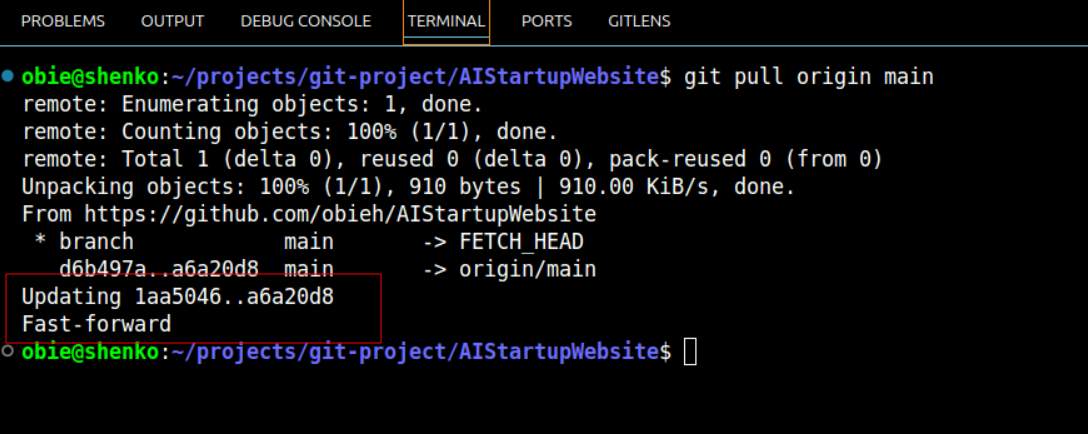 PROBLEMS OUTPUT DEBUG CONSOLE TERMINAL PORTS GITLENS
obie@shenko:~/projects/git-project/AIStartupWebsite$ git pull origin main
remote: Enumerating objects: 1, done.
remote: Counting objects: 100% (1/1), done.
remote: Total 1 (delta 0), reused 0 (delta 0), pack-reused 0 (from 0)
Unpacking objects: 100% (1/1), 910 bytes | 910.00 KiB/s, done.
From https://github.com/obieh/AIStartupWebsite
 * branch            main       -> FETCH_HEAD
   d6b497a..a6a20d8  main       -> origin/main
Updating 1aa5046..a6a20d8
Fast-forward
obie@shenko:~/projects/git-project/AIStartupWebsite$